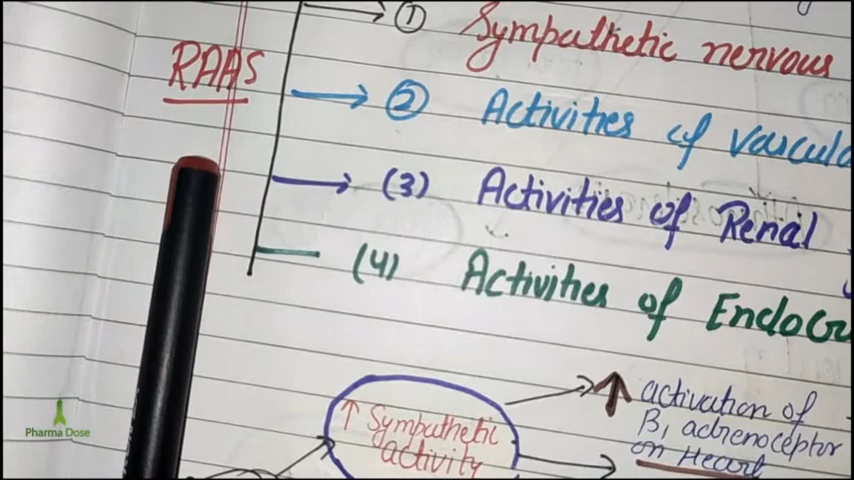 ① Sympathetic nervous
RAAS
② Activities of vascula
(3) Activities of Renal
(4) Activities of Endocr
↑ Sympathetic
activity
↑ activation of
β₁ adrenoceptor
on Heart
Pharma Dose